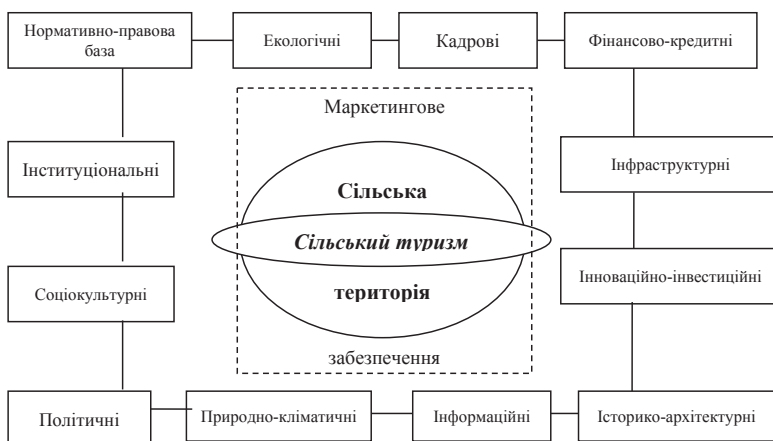 Нормативно-правова
база
Екологічні
Кадрові
Фінансово-кредитні
Маркетингове
Інституціональні
Сільська
Інфраструктурні
Сільський туризм
Соціокультурні
територія
Інноваційно-інвестиційні
забезпечення
Політичні
Природно-кліматичні
Інформаційні
Історико-архітектурні